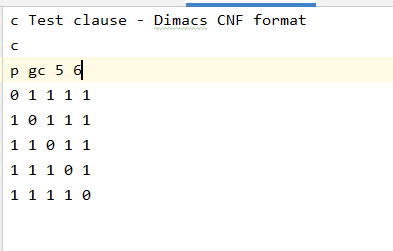 c Test clause - Dimacs CNF format
c
p gc 5 6
0 1 1 1 1
1 0 1 1 1
1 1 0 1 1
1 1 1 0 1
1 1 1 1 0